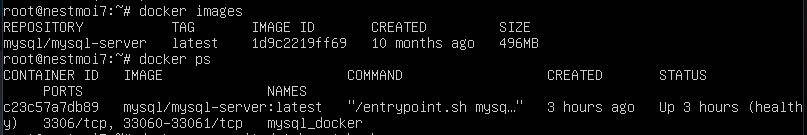 root@nestmoi7:~# docker images
REPOSITORY TAG IMAGE ID CREATED SIZE
mysql/mysql-server latest 1d9c2219ff69 10 months ago 496MB
root@nestmoi7:~# docker ps
CONTAINER ID IMAGE COMMAND CREATED STATUS
PORTS NAMES
c23c57a7db89 mysql/mysql-server:latest "/entrypoint.sh mysq…" 3 hours ago Up 3 hours (health
y) 3306/tcp, 33060-33061/tcp mysql_docker